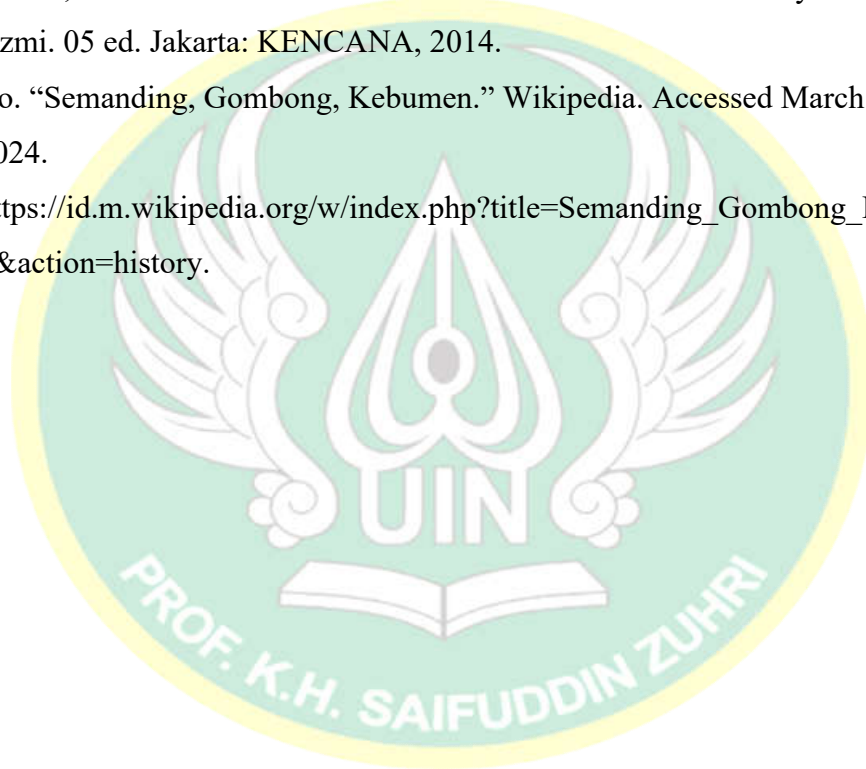 zmi. 05 ed. Jakarta: KENCANA, 2014.
o. “Semanding, Gombong, Kebumen.” Wikipedia. Accessed March
024.
ttps://id.m.wikipedia.org/w/index.php?title=Semanding_Gombong_
&action=history.
UIN
PROF. K.H. SAIFUDDIN ZUHRI